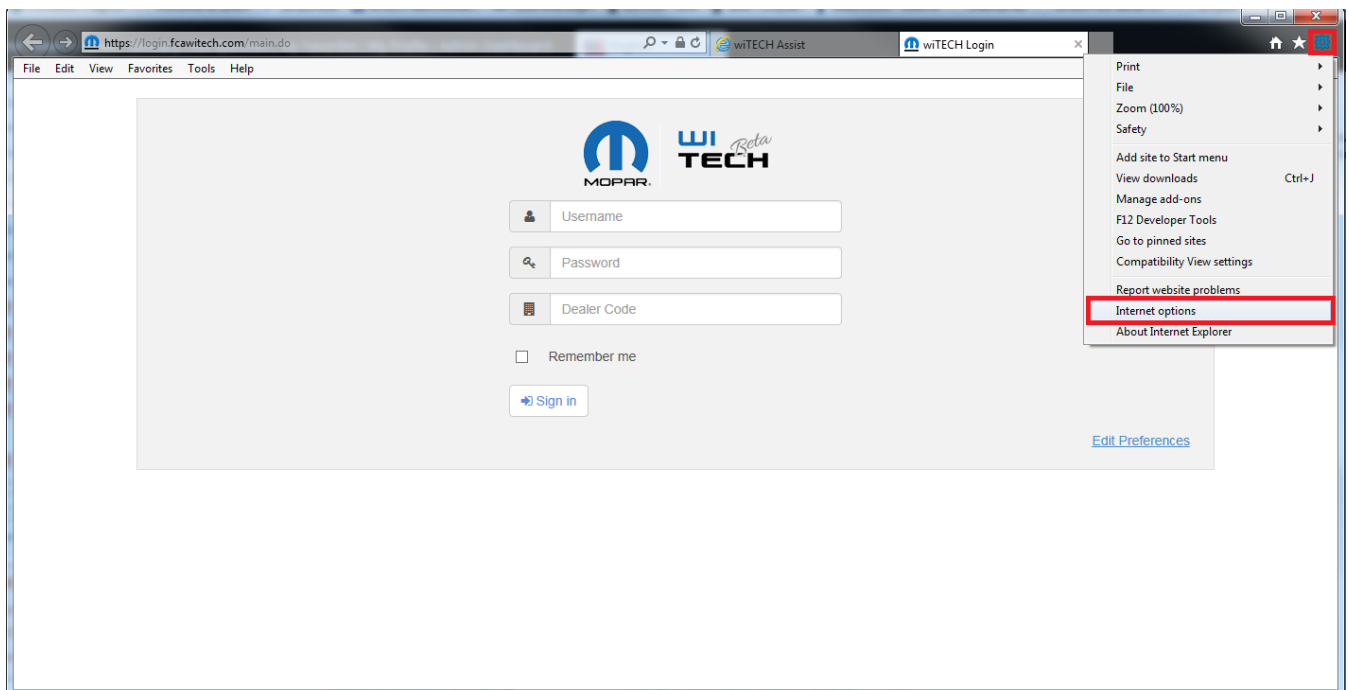 https://login.fcawitech.com/main.do
wiTECH Assist
wiTECH Login
File Edit View Favorites Tools Help
Print
File
Zoom (100%)
Safety
Add site to Start menu
View downloads Ctrl+J
Manage add-ons
F12 Developer Tools
Go to pinned sites
Compatibility View settings
Report website problems
Internet options
About Internet Explorer
MOPAR.
WI Beta
TECH
Username
Password
Dealer Code
Remember me
Sign in
Edit Preferences